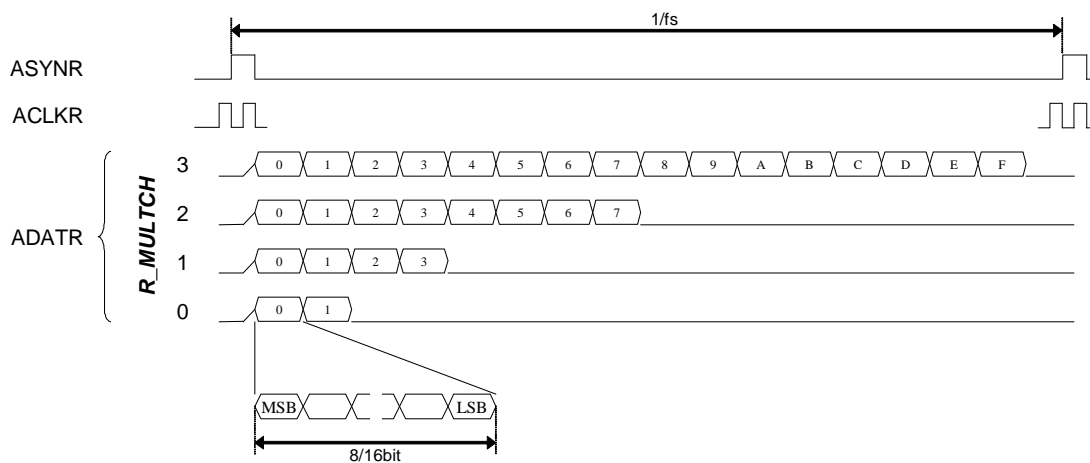 1/fs
ASYNR
ACLKR
ADATR
R_MULTCH
3 0 1 2 3 4 5 6 7 8 9 A B C D E F
2 0 1 2 3 4 5 6 7
1 0 1 2 3
0 0 1
MSB LSB
8/16bit